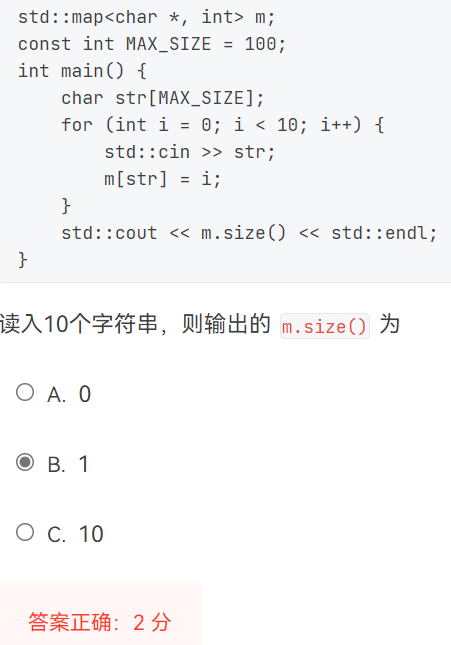 std::map<char *, int> m;
const int MAX_SIZE = 100;
int main() {
    char str[MAX_SIZE];
    for (int i = 0; i < 10; i++) {
        std::cin >> str;
        m[str] = i;
    }
    std::cout << m.size() << std::endl;
}
读入10个字符串，则输出的 m.size() 为
A. 0
B. 1
C. 10
答案正确：2 分